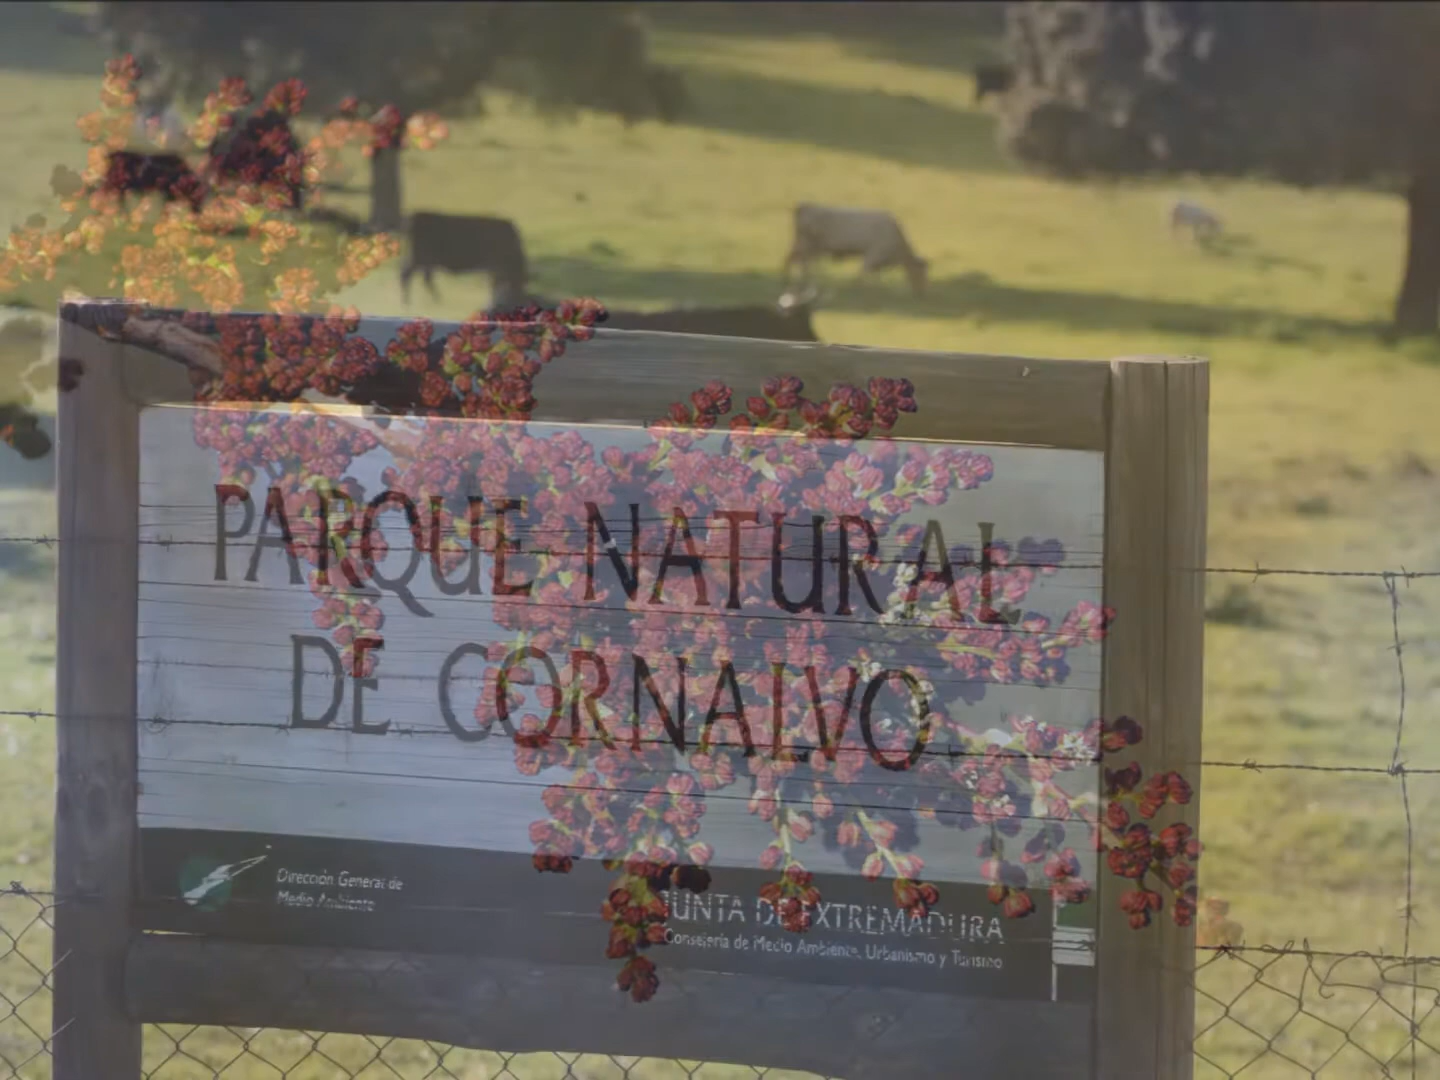 PARQUE NATURAL
DE CORNALVO
Dirección General de
Medio Ambiente
JUNTA DE EXTREMADURA
Consejería de Medio Ambiente, Urbanismo y Turismo